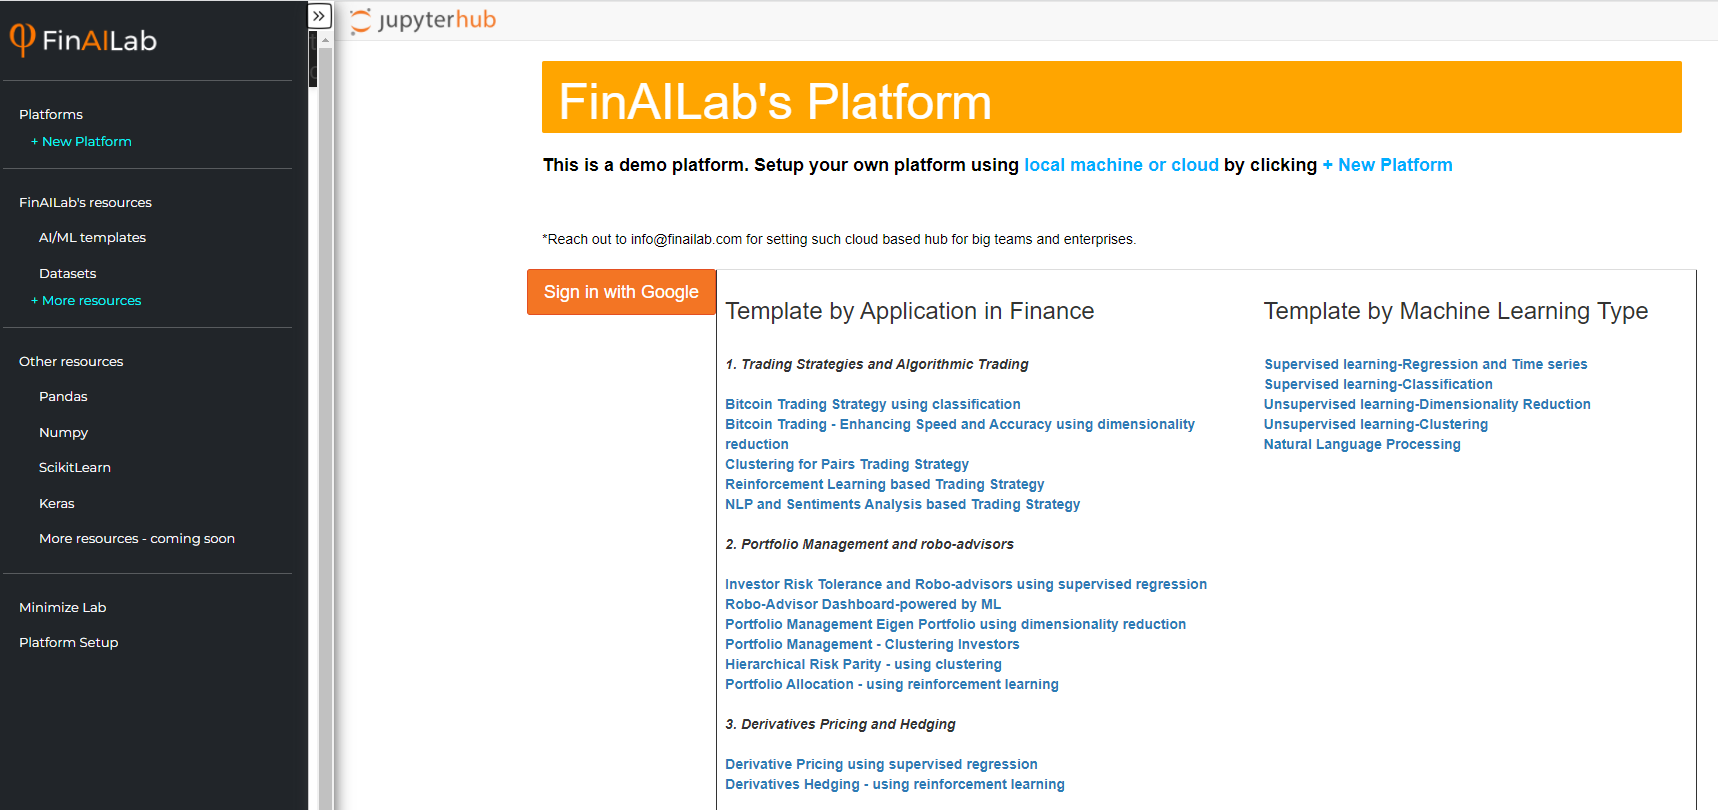 FinAILab
Platforms
+ New Platform
FinAILab's resources
AI/ML templates
Datasets
+ More resources
Other resources
Pandas
Numpy
ScikitLearn
Keras
More resources - coming soon
Minimize Lab
Platform Setup
jupyterhub
FinAILab's Platform
This is a demo platform. Setup your own platform using local machine or cloud by clicking + New Platform
*Reach out to info@finailab.com for setting such cloud based hub for big teams and enterprises.
Sign in with Google
Template by Application in Finance
1. Trading Strategies and Algorithmic Trading
Bitcoin Trading Strategy using classification
Bitcoin Trading - Enhancing Speed and Accuracy using dimensionality
reduction
Clustering for Pairs Trading Strategy
Reinforcement Learning based Trading Strategy
NLP and Sentiments Analysis based Trading Strategy
2. Portfolio Management and robo-advisors
Investor Risk Tolerance and Robo-advisors using supervised regression
Robo-Advisor Dashboard-powered by ML
Portfolio Management Eigen Portfolio using dimensionality reduction
Portfolio Management - Clustering Investors
Hierarchical Risk Parity - using clustering
Portfolio Allocation - using reinforcement learning
3. Derivatives Pricing and Hedging
Derivative Pricing using supervised regression
Derivatives Hedging - using reinforcement learning
Template by Machine Learning Type
Supervised learning-Regression and Time series
Supervised learning-Classification
Unsupervised learning-Dimensionality Reduction
Unsupervised learning-Clustering
Natural Language Processing